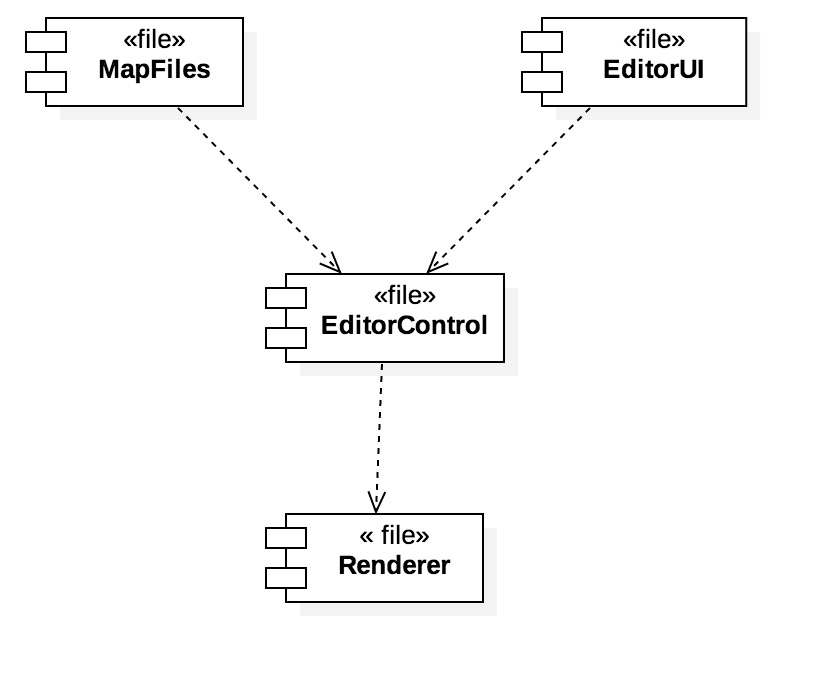 «file»
MapFiles
«file»
EditorUI
«file»
EditorControl
« file»
Renderer